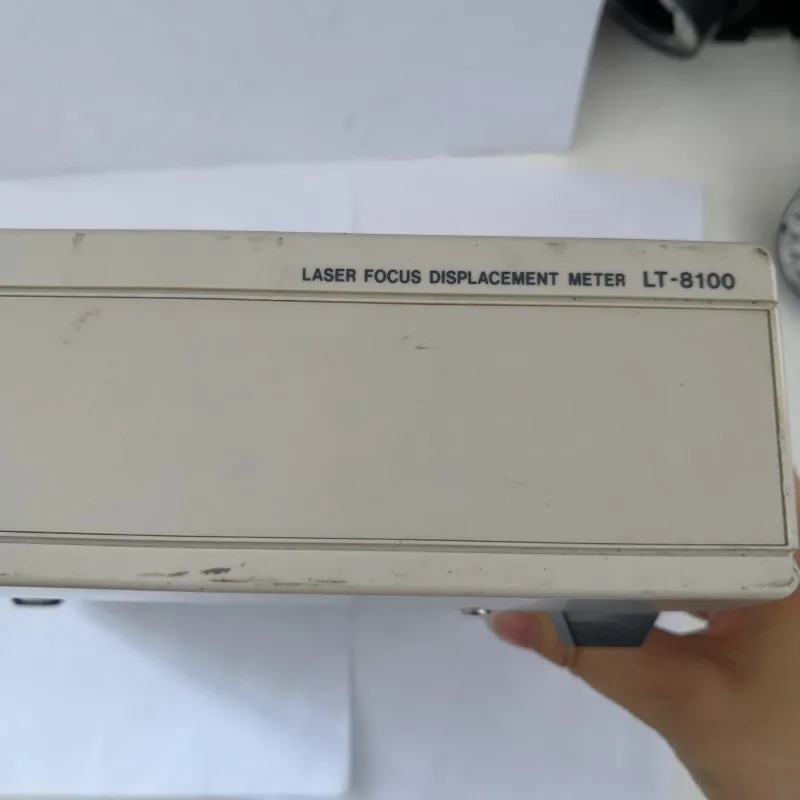 LASER FOCUS DISPLACEMENT METER LT-8100